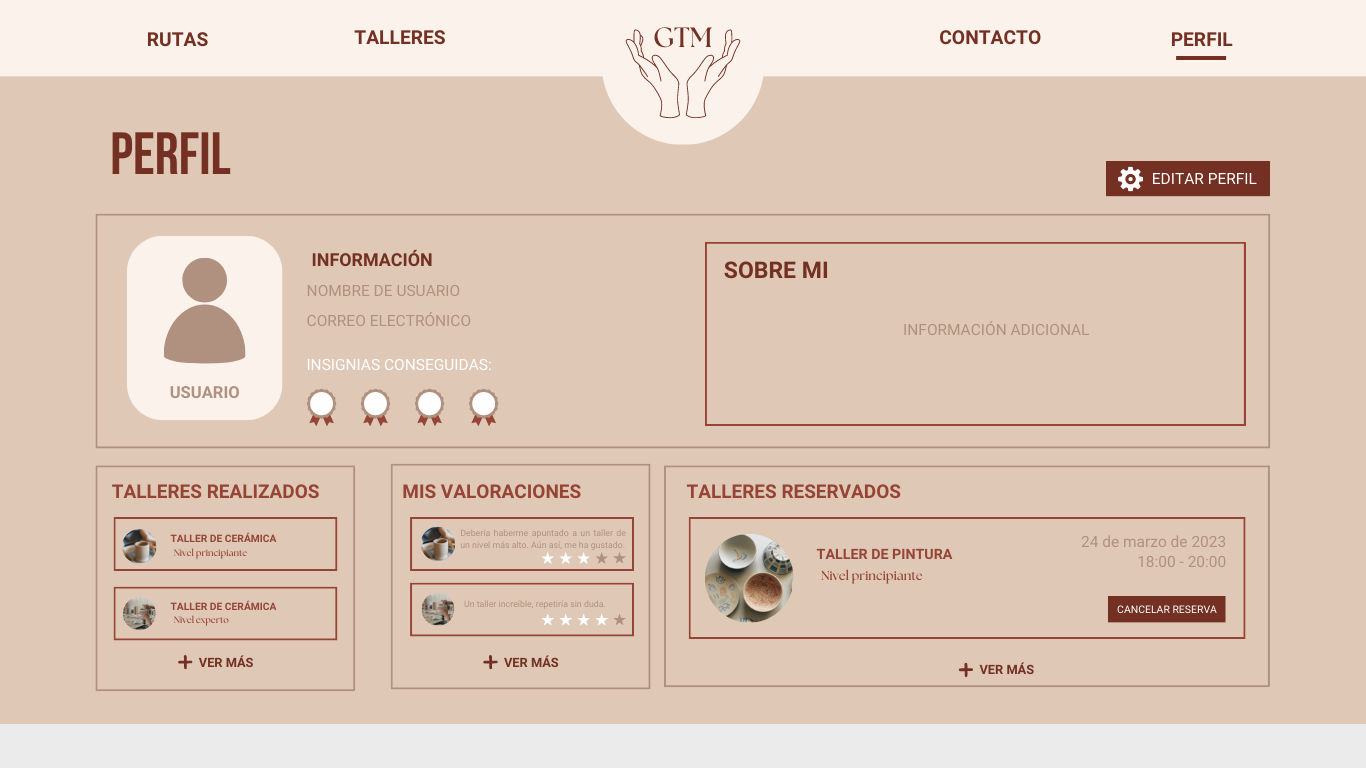 RUTAS
TALLERES
GTM
CONTACTO
PERFIL
PERFIL
EDITAR PERFIL
INFORMACIÓN
NOMBRE DE USUARIO
CORREO ELECTRÓNICO
INSIGNIAS CONSEGUIDAS:
USUARIO
SOBRE MI
INFORMACIÓN ADICIONAL
TALLERES REALIZADOS
TALLER DE CERÁMICA
Nivel principiante
TALLER DE CERÁMICA
Nivel experto
VER MÁS
MIS VALORACIONES
Debería haberme apuntado a un taller de
un nivel más alto. Aún así, me ha gustado.
Un taller increíble, repetiría sin duda.
VER MÁS
TALLERES RESERVADOS
TALLER DE PINTURA
Nivel principiante
24 de marzo de 2023
18:00 - 20:00
CANCELAR RESERVA
VER MÁS